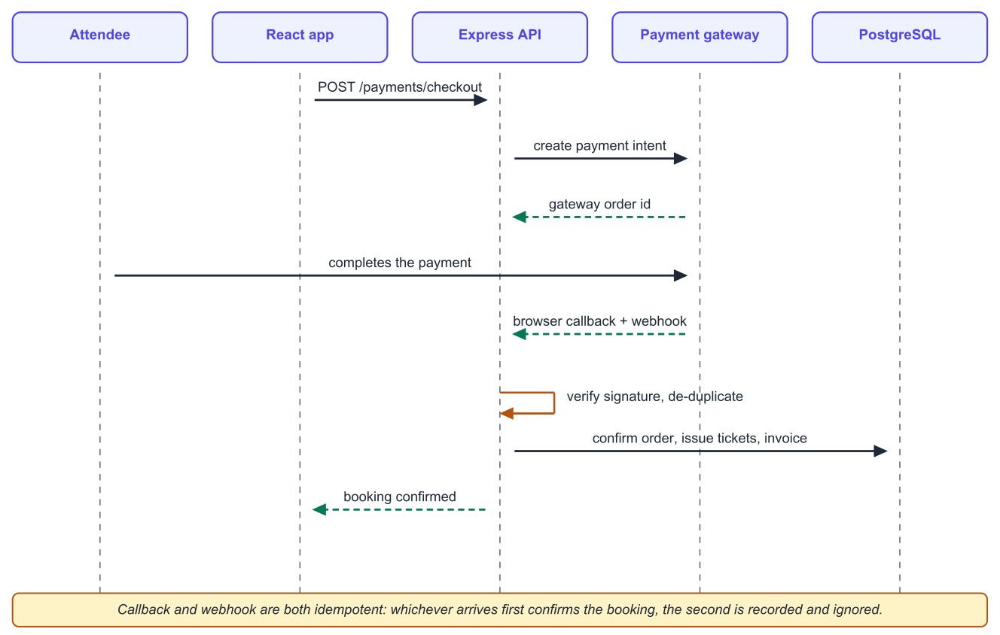 Attendee
React app
Express API
Payment gateway
PostgreSQL
POST /payments/checkout
create payment intent
gateway order id
completes the payment
browser callback + webhook
verify signature, de-duplicate
confirm order, issue tickets, invoice
booking confirmed
Callback and webhook are both idempotent: whichever arrives first confirms the booking, the second is recorded and ignored.